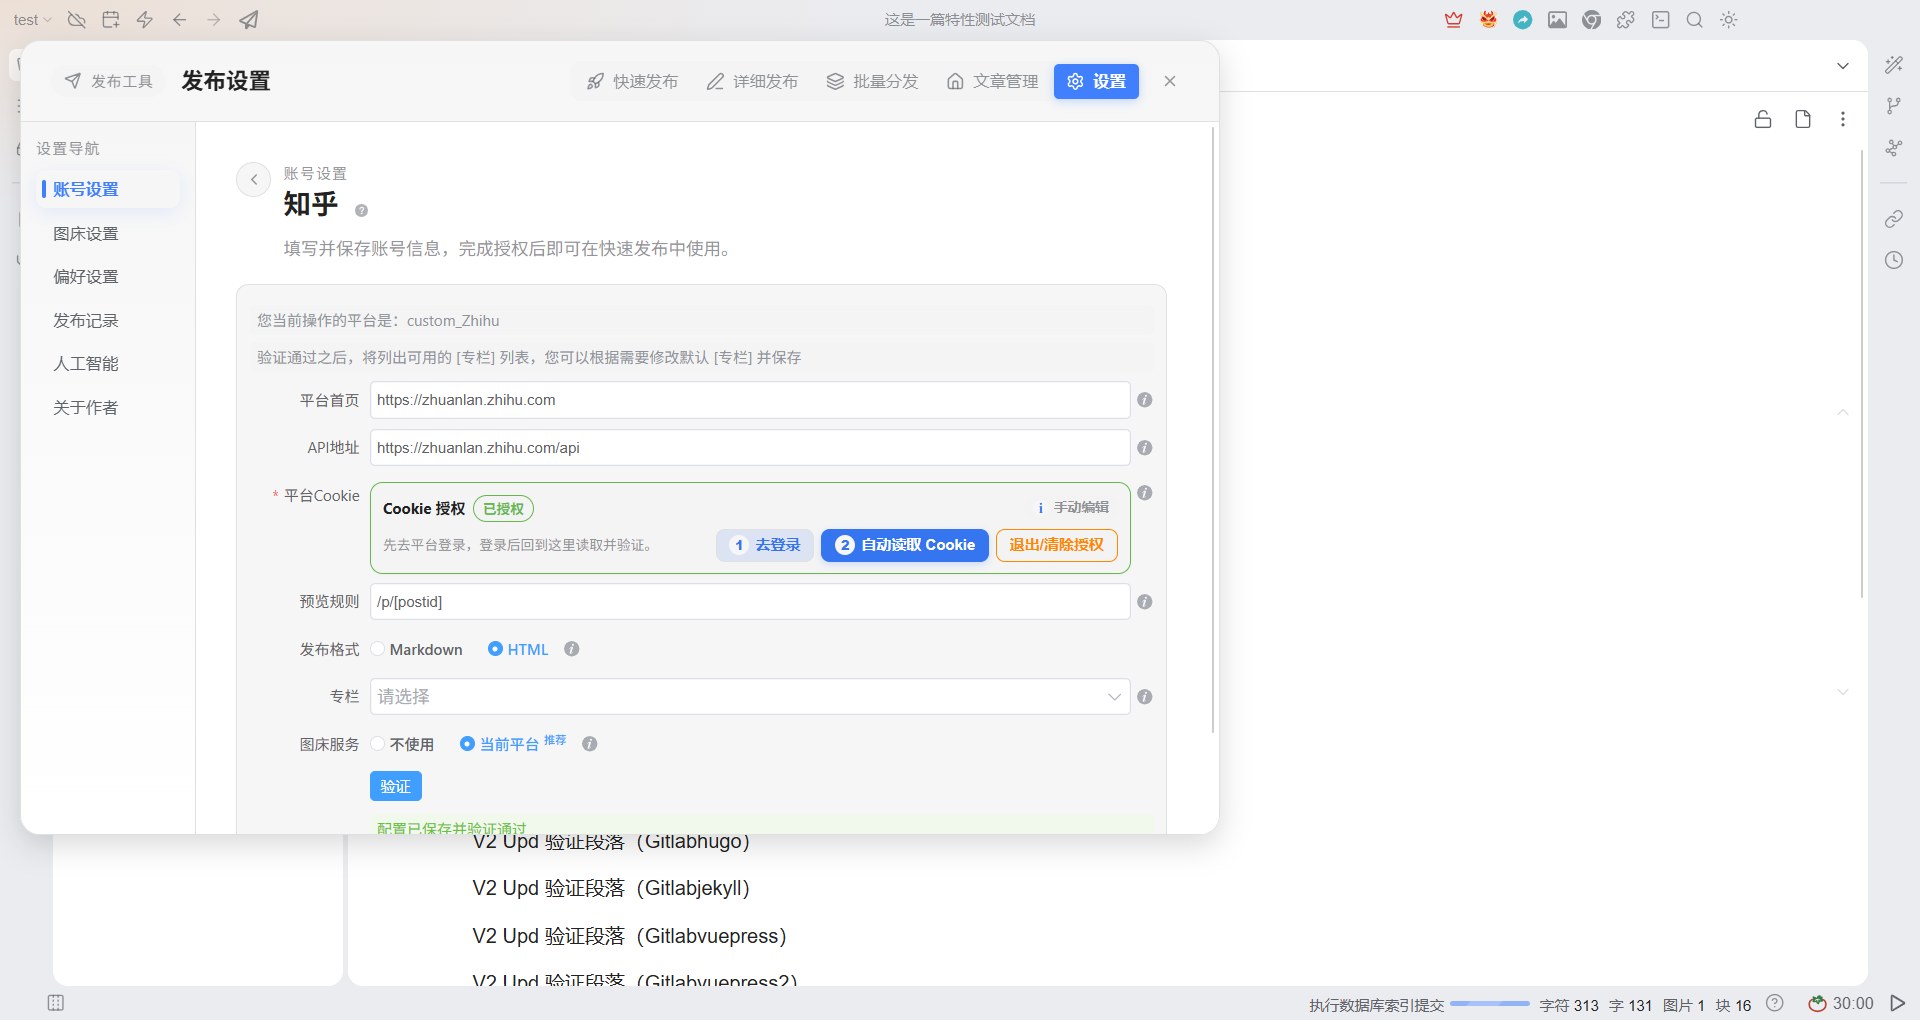 test
这是一篇特性测试文档
发布工具
发布设置
快速发布
详细发布
批量分发
文章管理
设置
设置导航
账号设置
图床设置
偏好设置
发布记录
人工智能
关于作者
账号设置
知乎
填写并保存账号信息，完成授权后即可在快速发布中使用。
您当前操作的平台是：custom_Zhihu
验证通过之后，将列出可用的 [专栏] 列表，您可以根据需要修改默认 [专栏] 并保存
平台首页 https://zhuanlan.zhihu.com
API地址 https://zhuanlan.zhihu.com/api
* 平台Cookie
Cookie 授权 已授权 手动编辑
先去平台登录，登录后回到这里读取并验证。 1 去登录 2 自动读取 Cookie 退出/清除授权
预览规则 /p/[postid]
发布格式 Markdown HTML
专栏 请选择
图床服务 不使用 当前平台 推荐
验证
配置已保存并验证通过
V2 Upd 验证段落（Gitlabhugo）
V2 Upd 验证段落（Gitlabjekyll）
V2 Upd 验证段落（Gitlabvuepress）
V2 Upd 验证段落（Gitlabvuepress2）
执行数据库索引提交 字符 313 字 131 图片 1 块 16 30:00